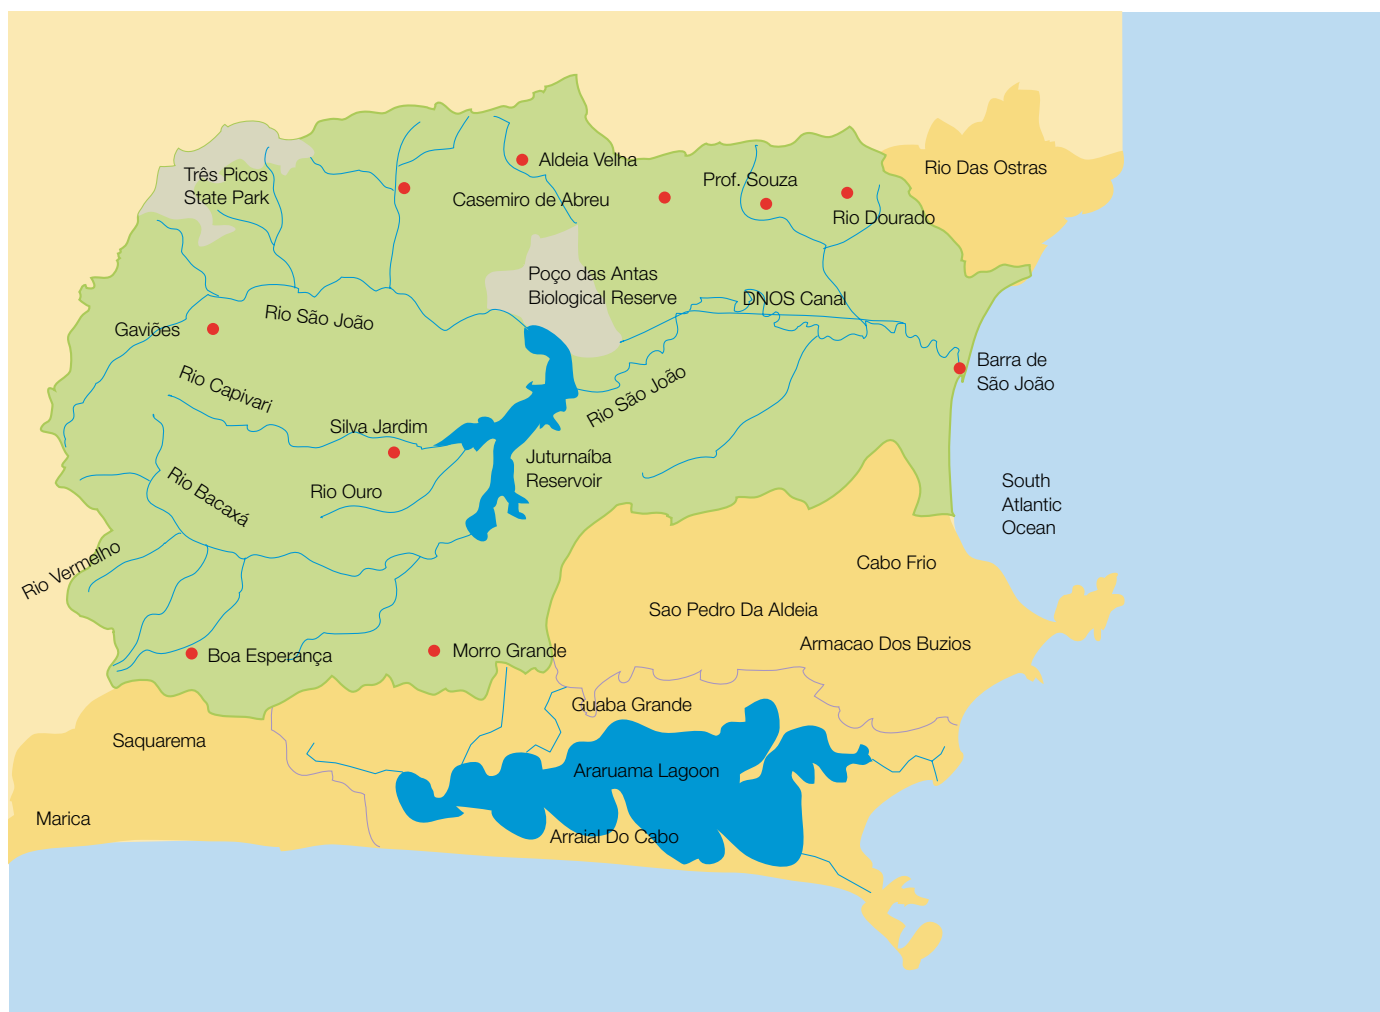 Aldeia Velha
Rio Das Ostras
Três Picos
State Park
Prof. Souza
Casemiro de Abreu
Rio Dourado
Poço das Antas
Biological Reserve
DNOS Canal
Rio São João
Gaviões
Barra de
São João
Rio Capivari
Rio São João
Silva Jardim
Juturnaíba
Reservoir
Rio Ouro
Rio Bacaxá
South
Atlantic
Ocean
Rio Vermelho
Cabo Frio
Sao Pedro Da Aldeia
Armacao Dos Buzios
Boa Esperança
Morro Grande
Guaba Grande
Saquarema
Araruama Lagoon
Marica
Arraial Do Cabo